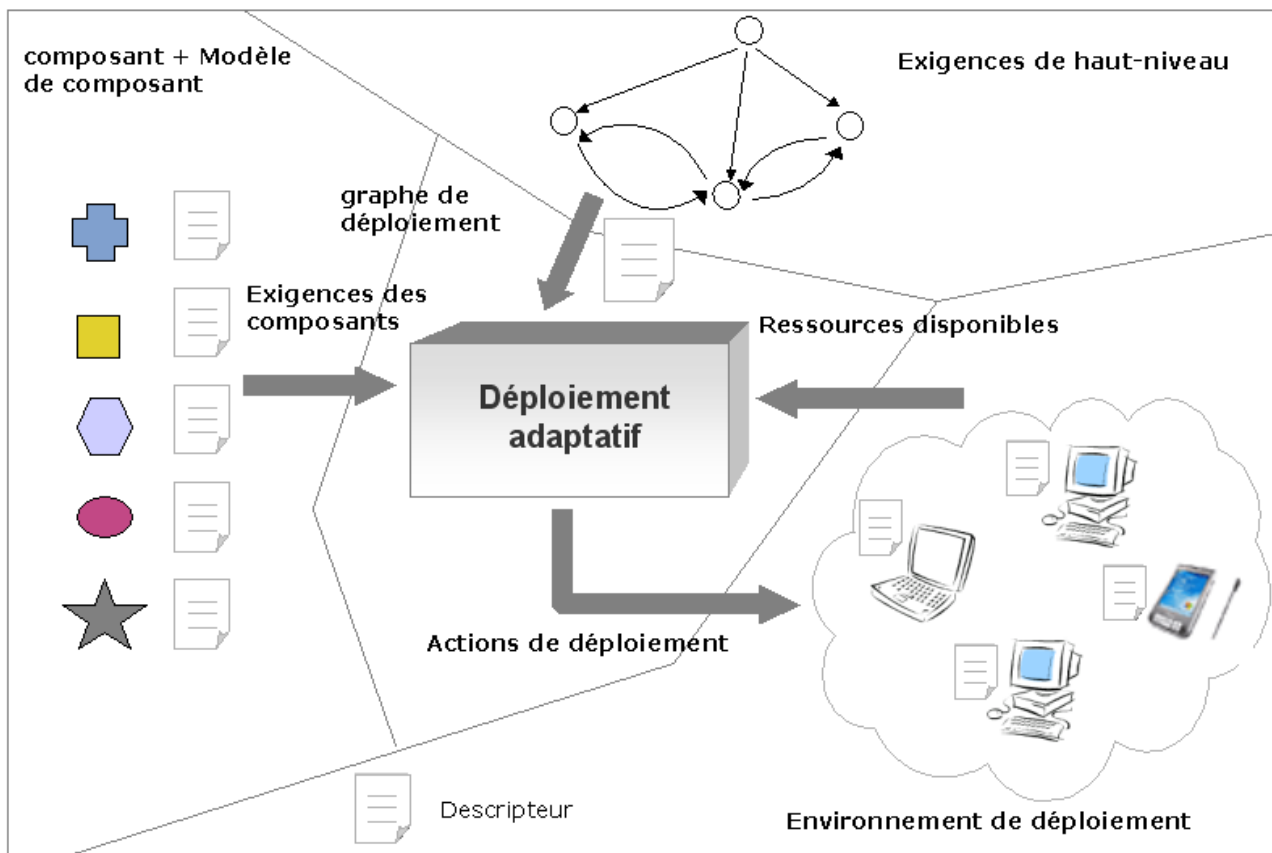 composant + Modèle
de composant
Exigences de haut-niveau
graphe de
déploiement
Exigences des
composants
Ressources disponibles
Déploiement
adaptatif
Actions de déploiement
Descripteur
Environnement de déploiement